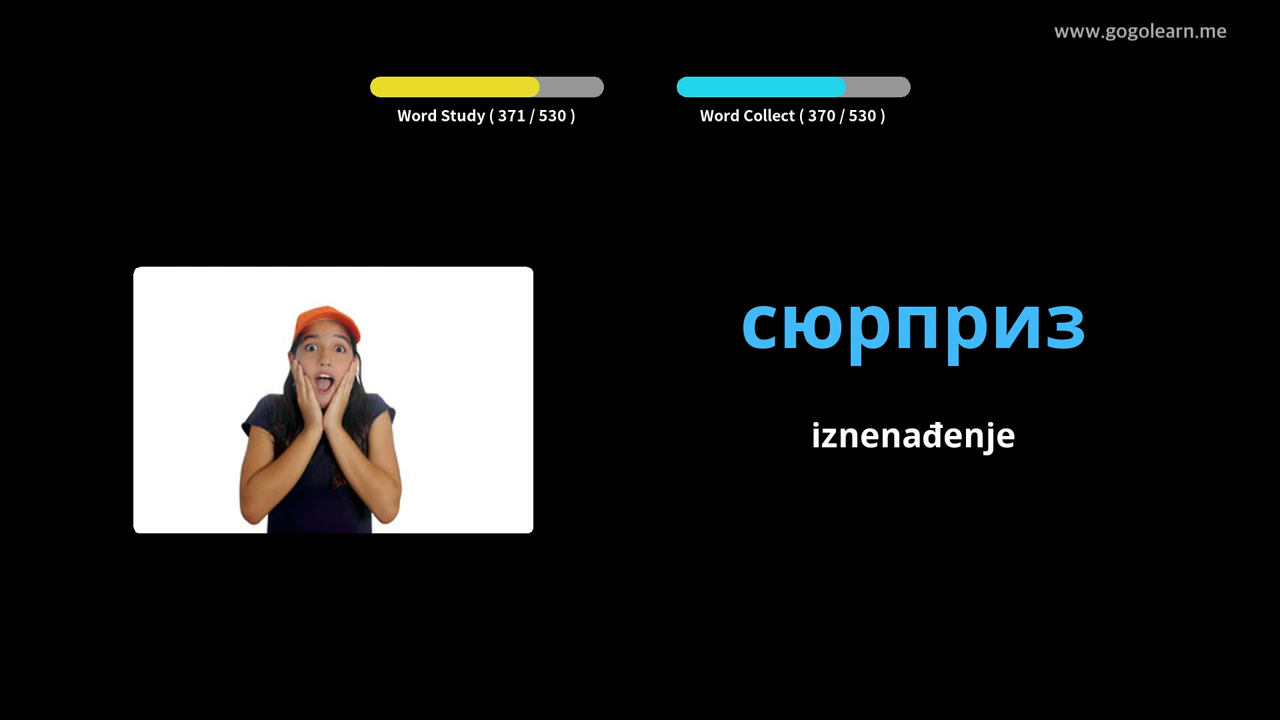 www.gogolearn.me
Word Study ( 371 / 530 )
Word Collect ( 370 / 530 )
сюрприз
iznenađenje